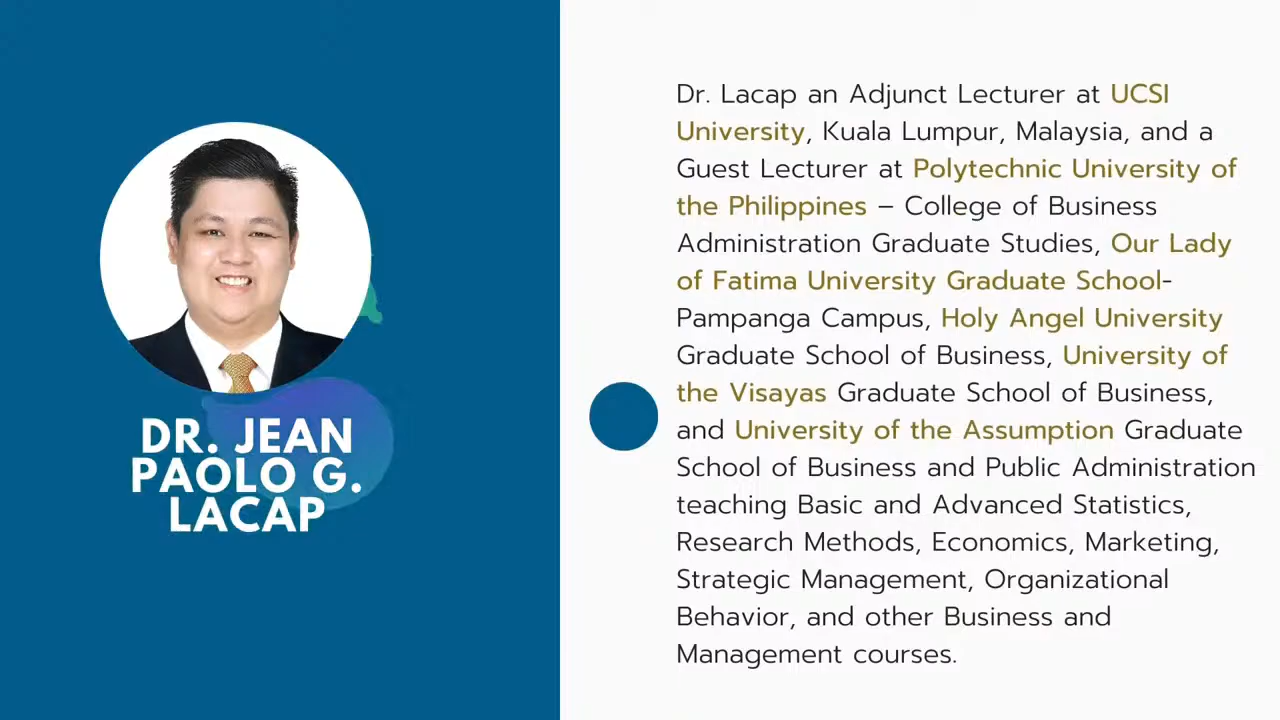 DR. JEAN
PAOLO G.
LACAP
Dr. Lacap an Adjunct Lecturer at UCSI
University, Kuala Lumpur, Malaysia, and a
Guest Lecturer at Polytechnic University of
the Philippines – College of Business
Administration Graduate Studies, Our Lady
of Fatima University Graduate School-
Pampanga Campus, Holy Angel University
Graduate School of Business, University of
the Visayas Graduate School of Business,
and University of the Assumption Graduate
School of Business and Public Administration
teaching Basic and Advanced Statistics,
Research Methods, Economics, Marketing,
Strategic Management, Organizational
Behavior, and other Business and
Management courses.